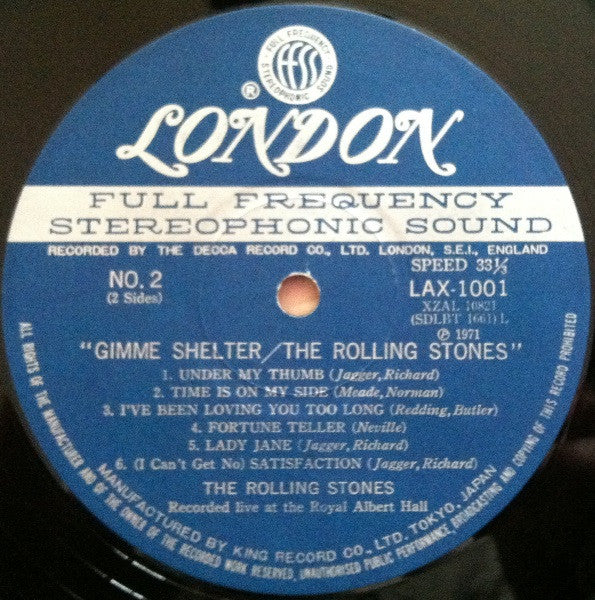 FULL FREQUENCY
ffss
STEREOPHONIC SOUND
® LONDON
FULL FREQUENCY
STEREOPHONIC SOUND
RECORDED BY THE DECCA RECORD CO., LTD. LONDON, S.E.I., ENGLAND
SPEED 33⅓
NO. 2
(2 Sides)
LAX-1001
XZAL 10821
(SDLBT 1661) L
℗ 1971
"GIMME SHELTER/THE ROLLING STONES"
1. UNDER MY THUMB (Jagger, Richard)
2. TIME IS ON MY SIDE (Meade, Norman)
3. I'VE BEEN LOVING YOU TOO LONG (Redding, Butler)
4. FORTUNE TELLER (Neville)
5. LADY JANE (Jagger, Richard)
6. (I Can't Get No) SATISFACTION (Jagger, Richard)
THE ROLLING STONES
Recorded live at the Royal Albert Hall
MANUFACTURED BY KING RECORD CO., LTD. TOKYO, JAPAN
ALL RIGHTS OF THE MANUFACTURER AND OF THE OWNER OF THE RECORDED WORK RESERVED. UNAUTHORISED PUBLIC PERFORMANCE, BROADCASTING AND COPYING OF THIS RECORD PROHIBITED